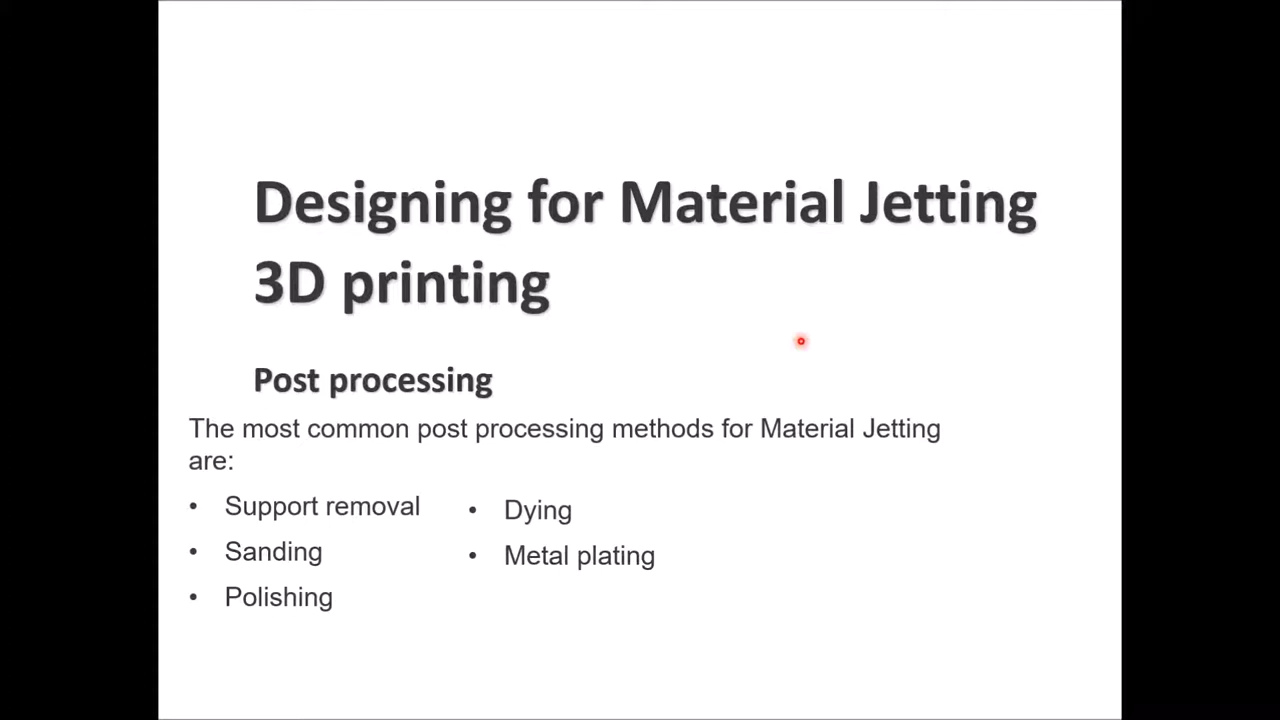 Designing for Material Jetting
3D printing
Post processing
The most common post processing methods for Material Jetting
are:
• Support removal
• Sanding
• Polishing
• Dying
• Metal plating